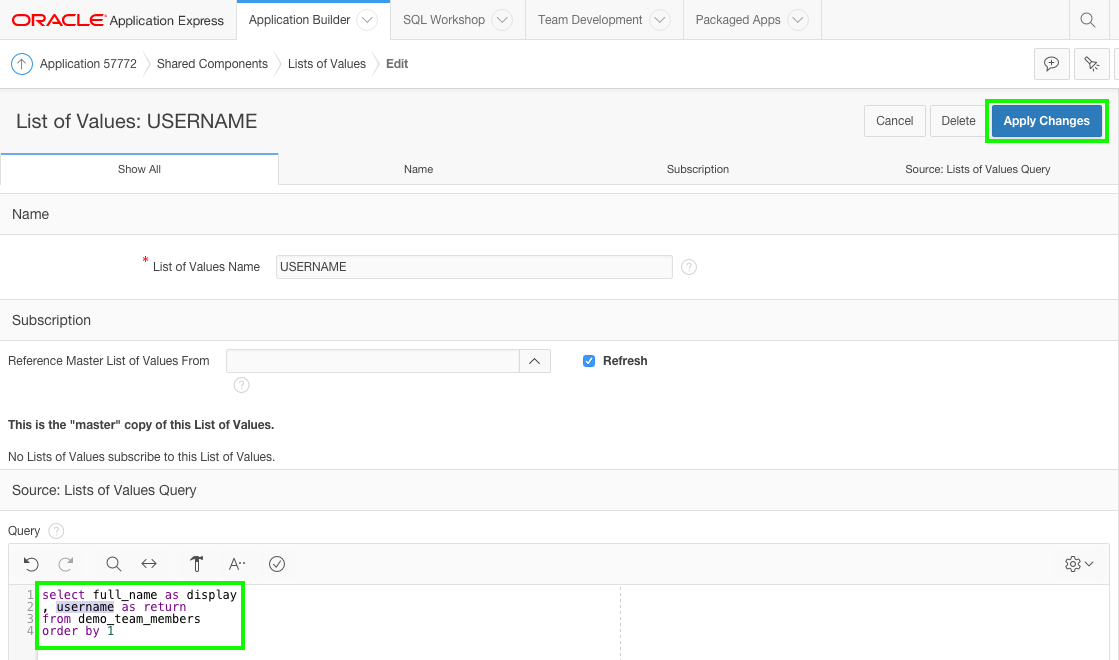 ORACLE Application Express
Application Builder
SQL Workshop
Team Development
Packaged Apps
Application 57772
Shared Components
Lists of Values
Edit
List of Values: USERNAME
Cancel
Delete
Apply Changes
Show All
Name
Subscription
Source: Lists of Values Query
Name
* List of Values Name
USERNAME
?
Subscription
Reference Master List of Values From
Refresh
?
This is the "master" copy of this List of Values.
No Lists of Values subscribe to this List of Values.
Source: Lists of Values Query
Query ?
A
1 select full_name as display
2 , username as return
3 from demo_team_members
4 order by 1